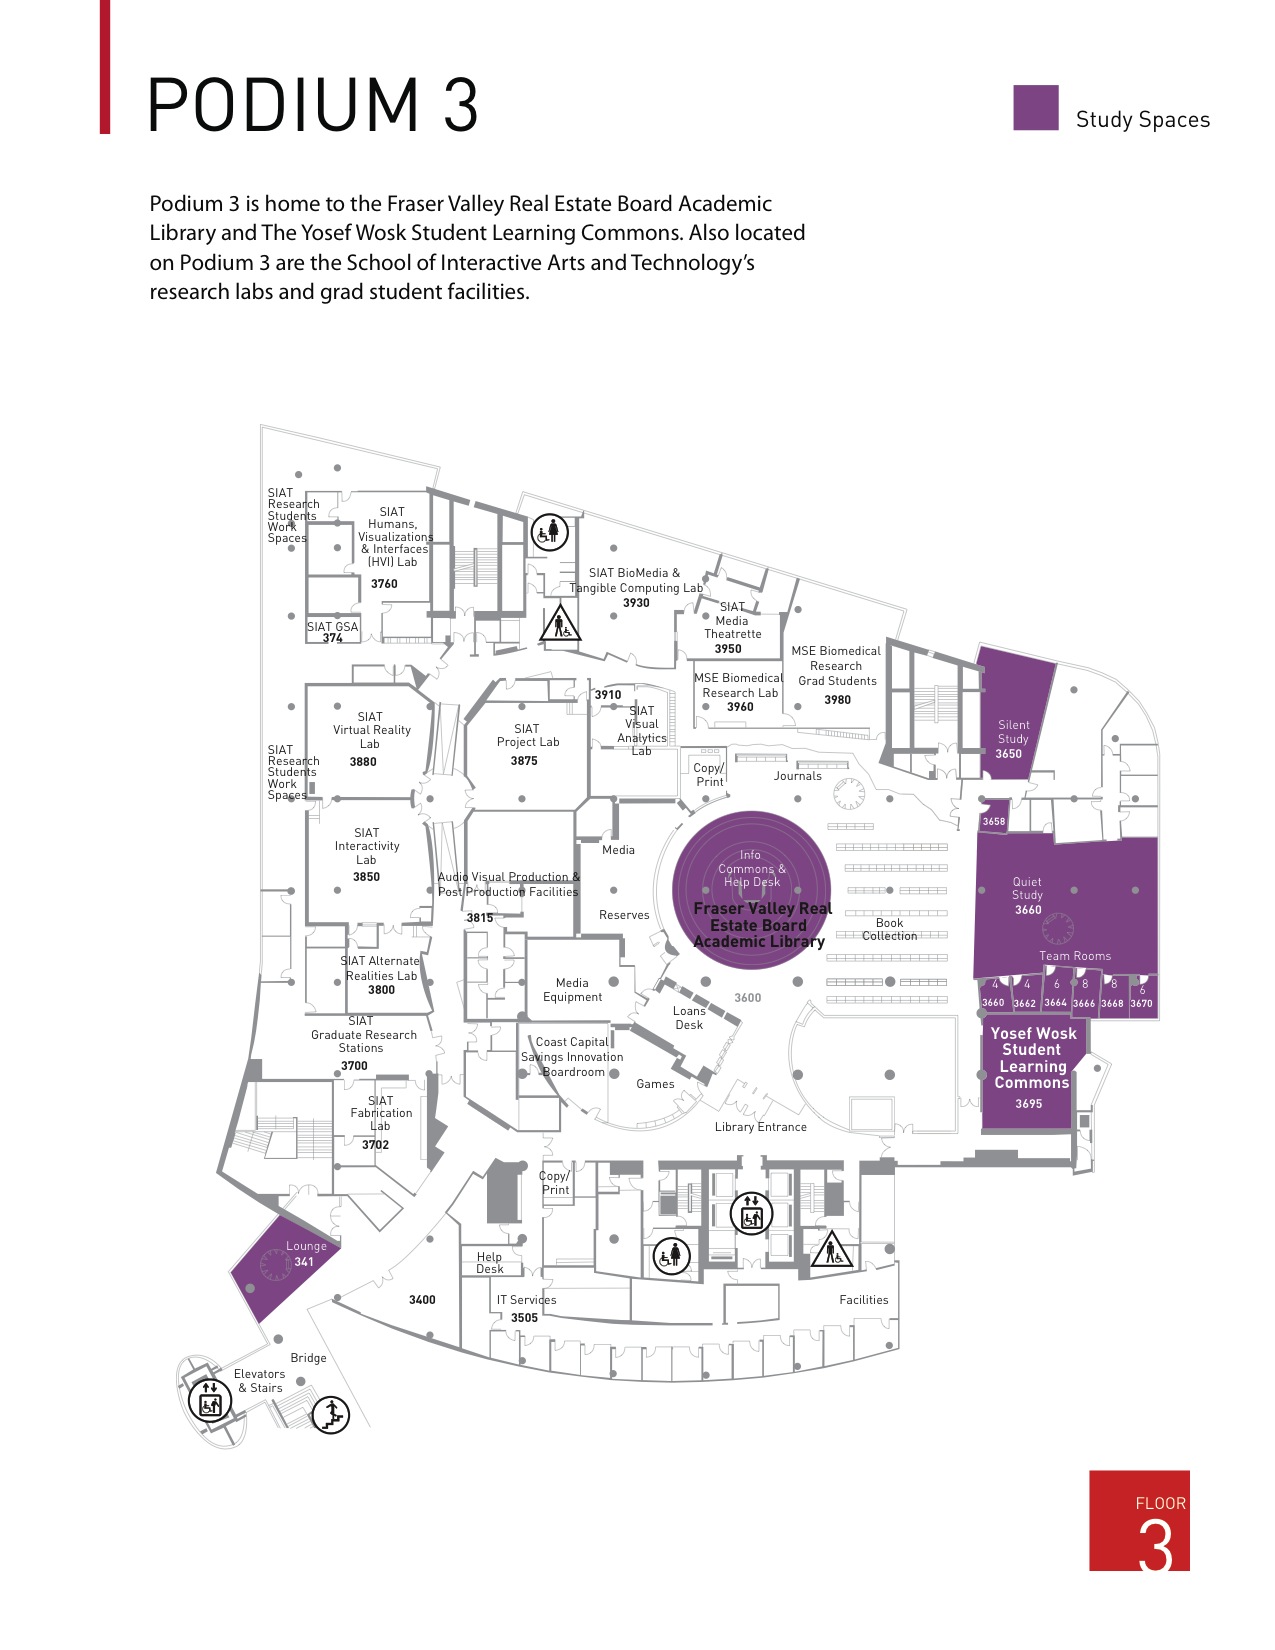 PODIUM 3
Study Spaces
Podium 3 is home to the Fraser Valley Real Estate Board Academic
Library and The Yosef Wosk Student Learning Commons. Also located
on Podium 3 are the School of Interactive Arts and Technology’s
research labs and grad student facilities.
SIAT
Research
Students
Work
Spaces
SIAT
Humans,
Visualizations
& Interfaces
(HVI) Lab
3760
SIAT GSA
374
SIAT BioMedia &
Tangible Computing Lab
3930
SIAT
Media
Theatrette
3950
MSE Biomedical
Research
Grad Students
3980
MSE Biomedical
Research Lab
3960
3910
SIAT
Visual
Analytics
Lab
SIAT
Virtual Reality
Lab
3880
SIAT
Project Lab
3875
SIAT
Research
Students
Work
Spaces
Copy/
Print
Journals
Silent
Study
3650
3658
SIAT
Interactivity
Lab
3850
Media
Audio Visual Production &
Post Production Facilities
3815
Reserves
Info
Commons &
Help Desk
Fraser Valley Real
Estate Board
Academic Library
3600
Book
Collection
Quiet
Study
3660
Team Rooms
4
3660
4
3662
6
3664
8
3666
8
3668
6
3670
SIAT Alternate
Realities Lab
3800
Media
Equipment
Loans
Desk
SIAT
Graduate Research
Stations
3700
Coast Capital
Savings Innovation
Boardroom
Games
Yosef Wosk
Student
Learning
Commons
3695
SIAT
Fabrication
Lab
3702
Library Entrance
Copy/
Print
Lounge
341
Help
Desk
3400
IT Services
3505
Facilities
Bridge
Elevators
& Stairs
FLOOR
3